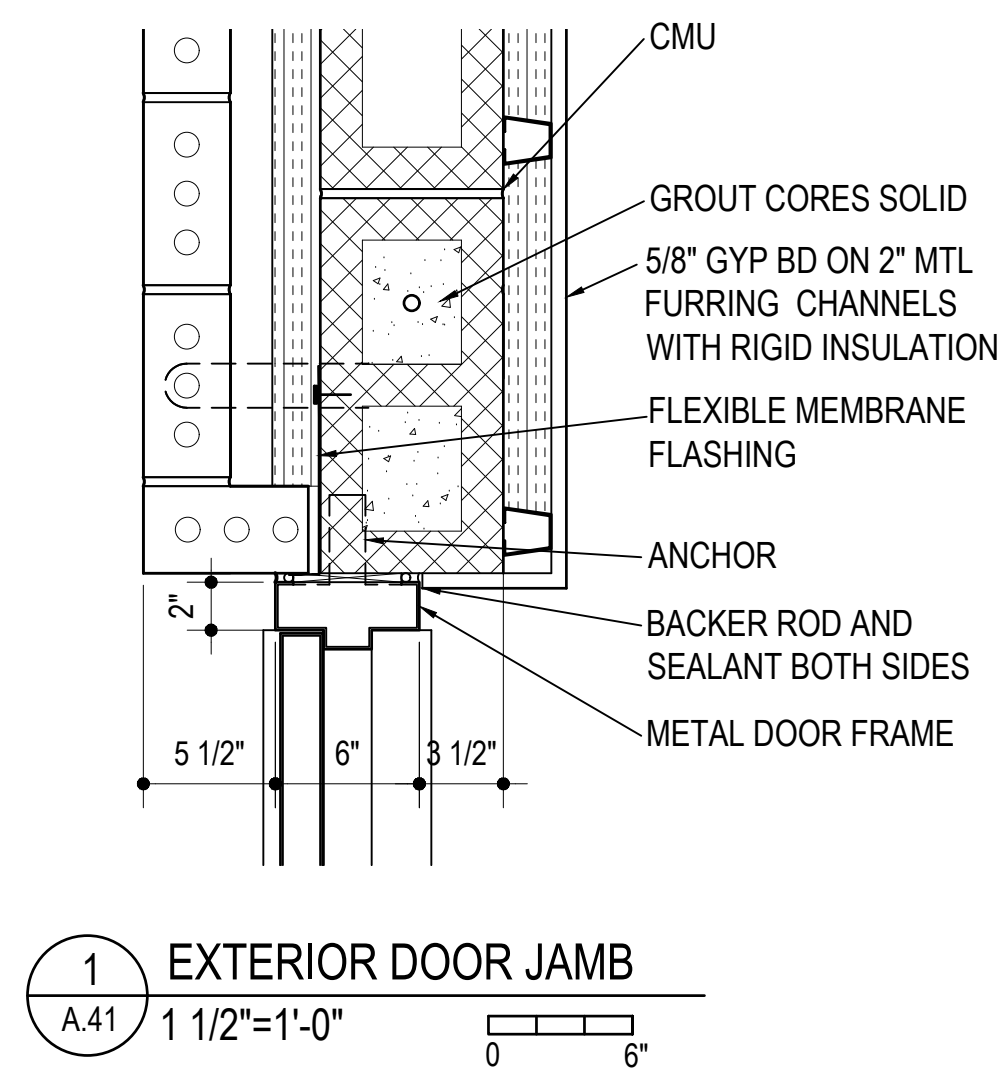 CMU
GROUT CORES SOLID
5/8" GYP BD ON 2" MTL
FURRING CHANNELS
WITH RIGID INSULATION
FLEXIBLE MEMBRANE
FLASHING
ANCHOR
2"
BACKER ROD AND
SEALANT BOTH SIDES
METAL DOOR FRAME
5 1/2"
6"
3 1/2"
1
EXTERIOR DOOR JAMB
A.41
1 1/2"=1'-0"
0
6"